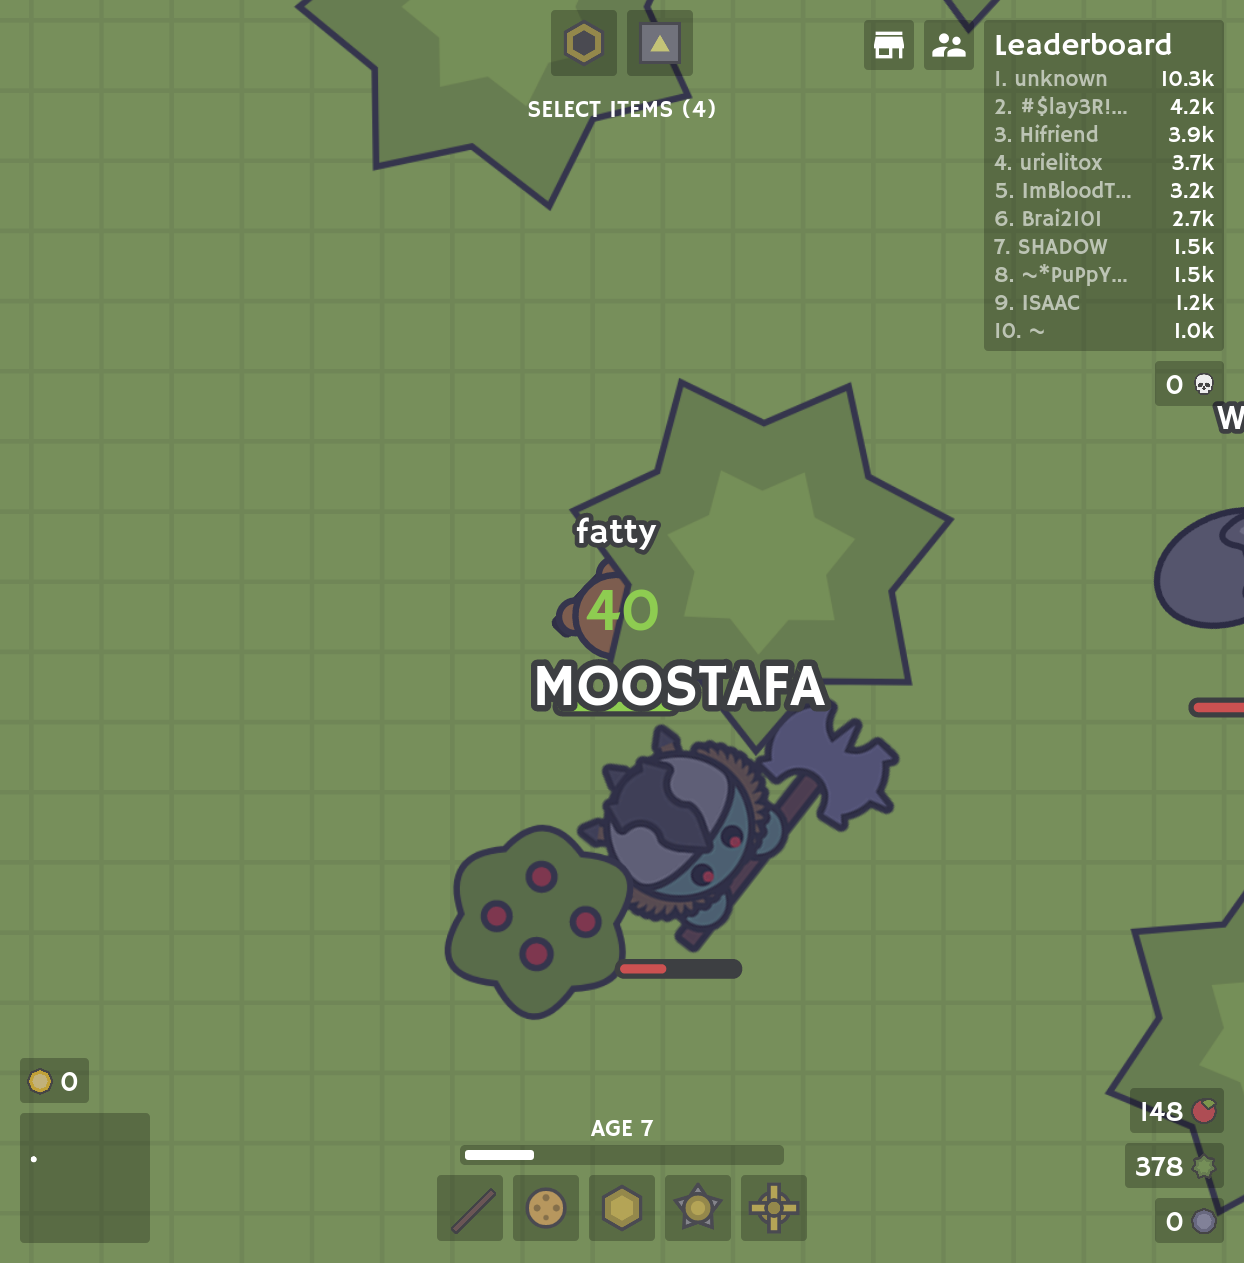 SELECT ITEMS (4)
Leaderboard
1. unknown 10.3k
2. #$lay3R!... 4.2k
3. Hifriend 3.9k
4. urielitox 3.7k
5. ImBloodT... 3.2k
6. Brai2101 2.7k
7. SHADOW 1.5k
8. ~*PuPpY... 1.5k
9. ISAAC 1.2k
10. ~ 1.0k
0
W
fatty
40
MOOSTAFA
0
AGE 7
148
378
0